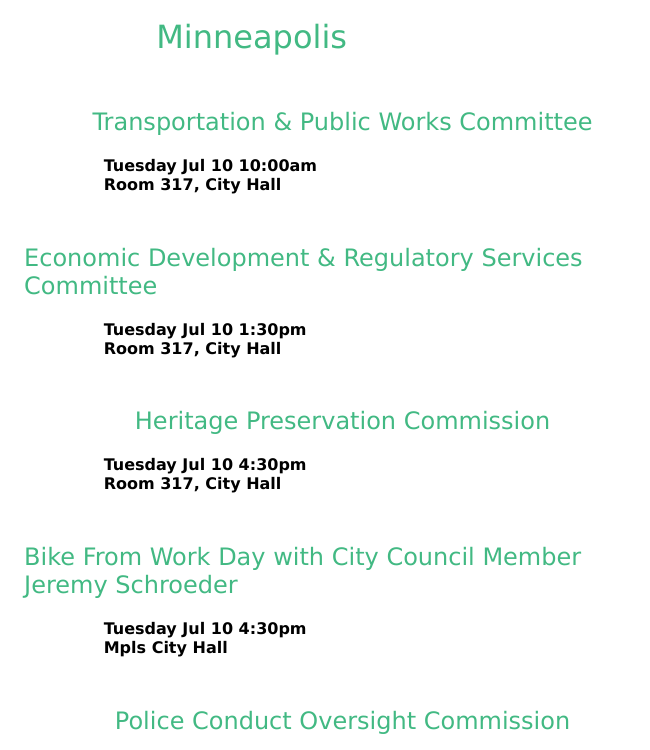 Minneapolis
Transportation & Public Works Committee
Tuesday Jul 10 10:00am
Room 317, City Hall
Economic Development & Regulatory Services
Committee
Tuesday Jul 10 1:30pm
Room 317, City Hall
Heritage Preservation Commission
Tuesday Jul 10 4:30pm
Room 317, City Hall
Bike From Work Day with City Council Member
Jeremy Schroeder
Tuesday Jul 10 4:30pm
Mpls City Hall
Police Conduct Oversight Commission